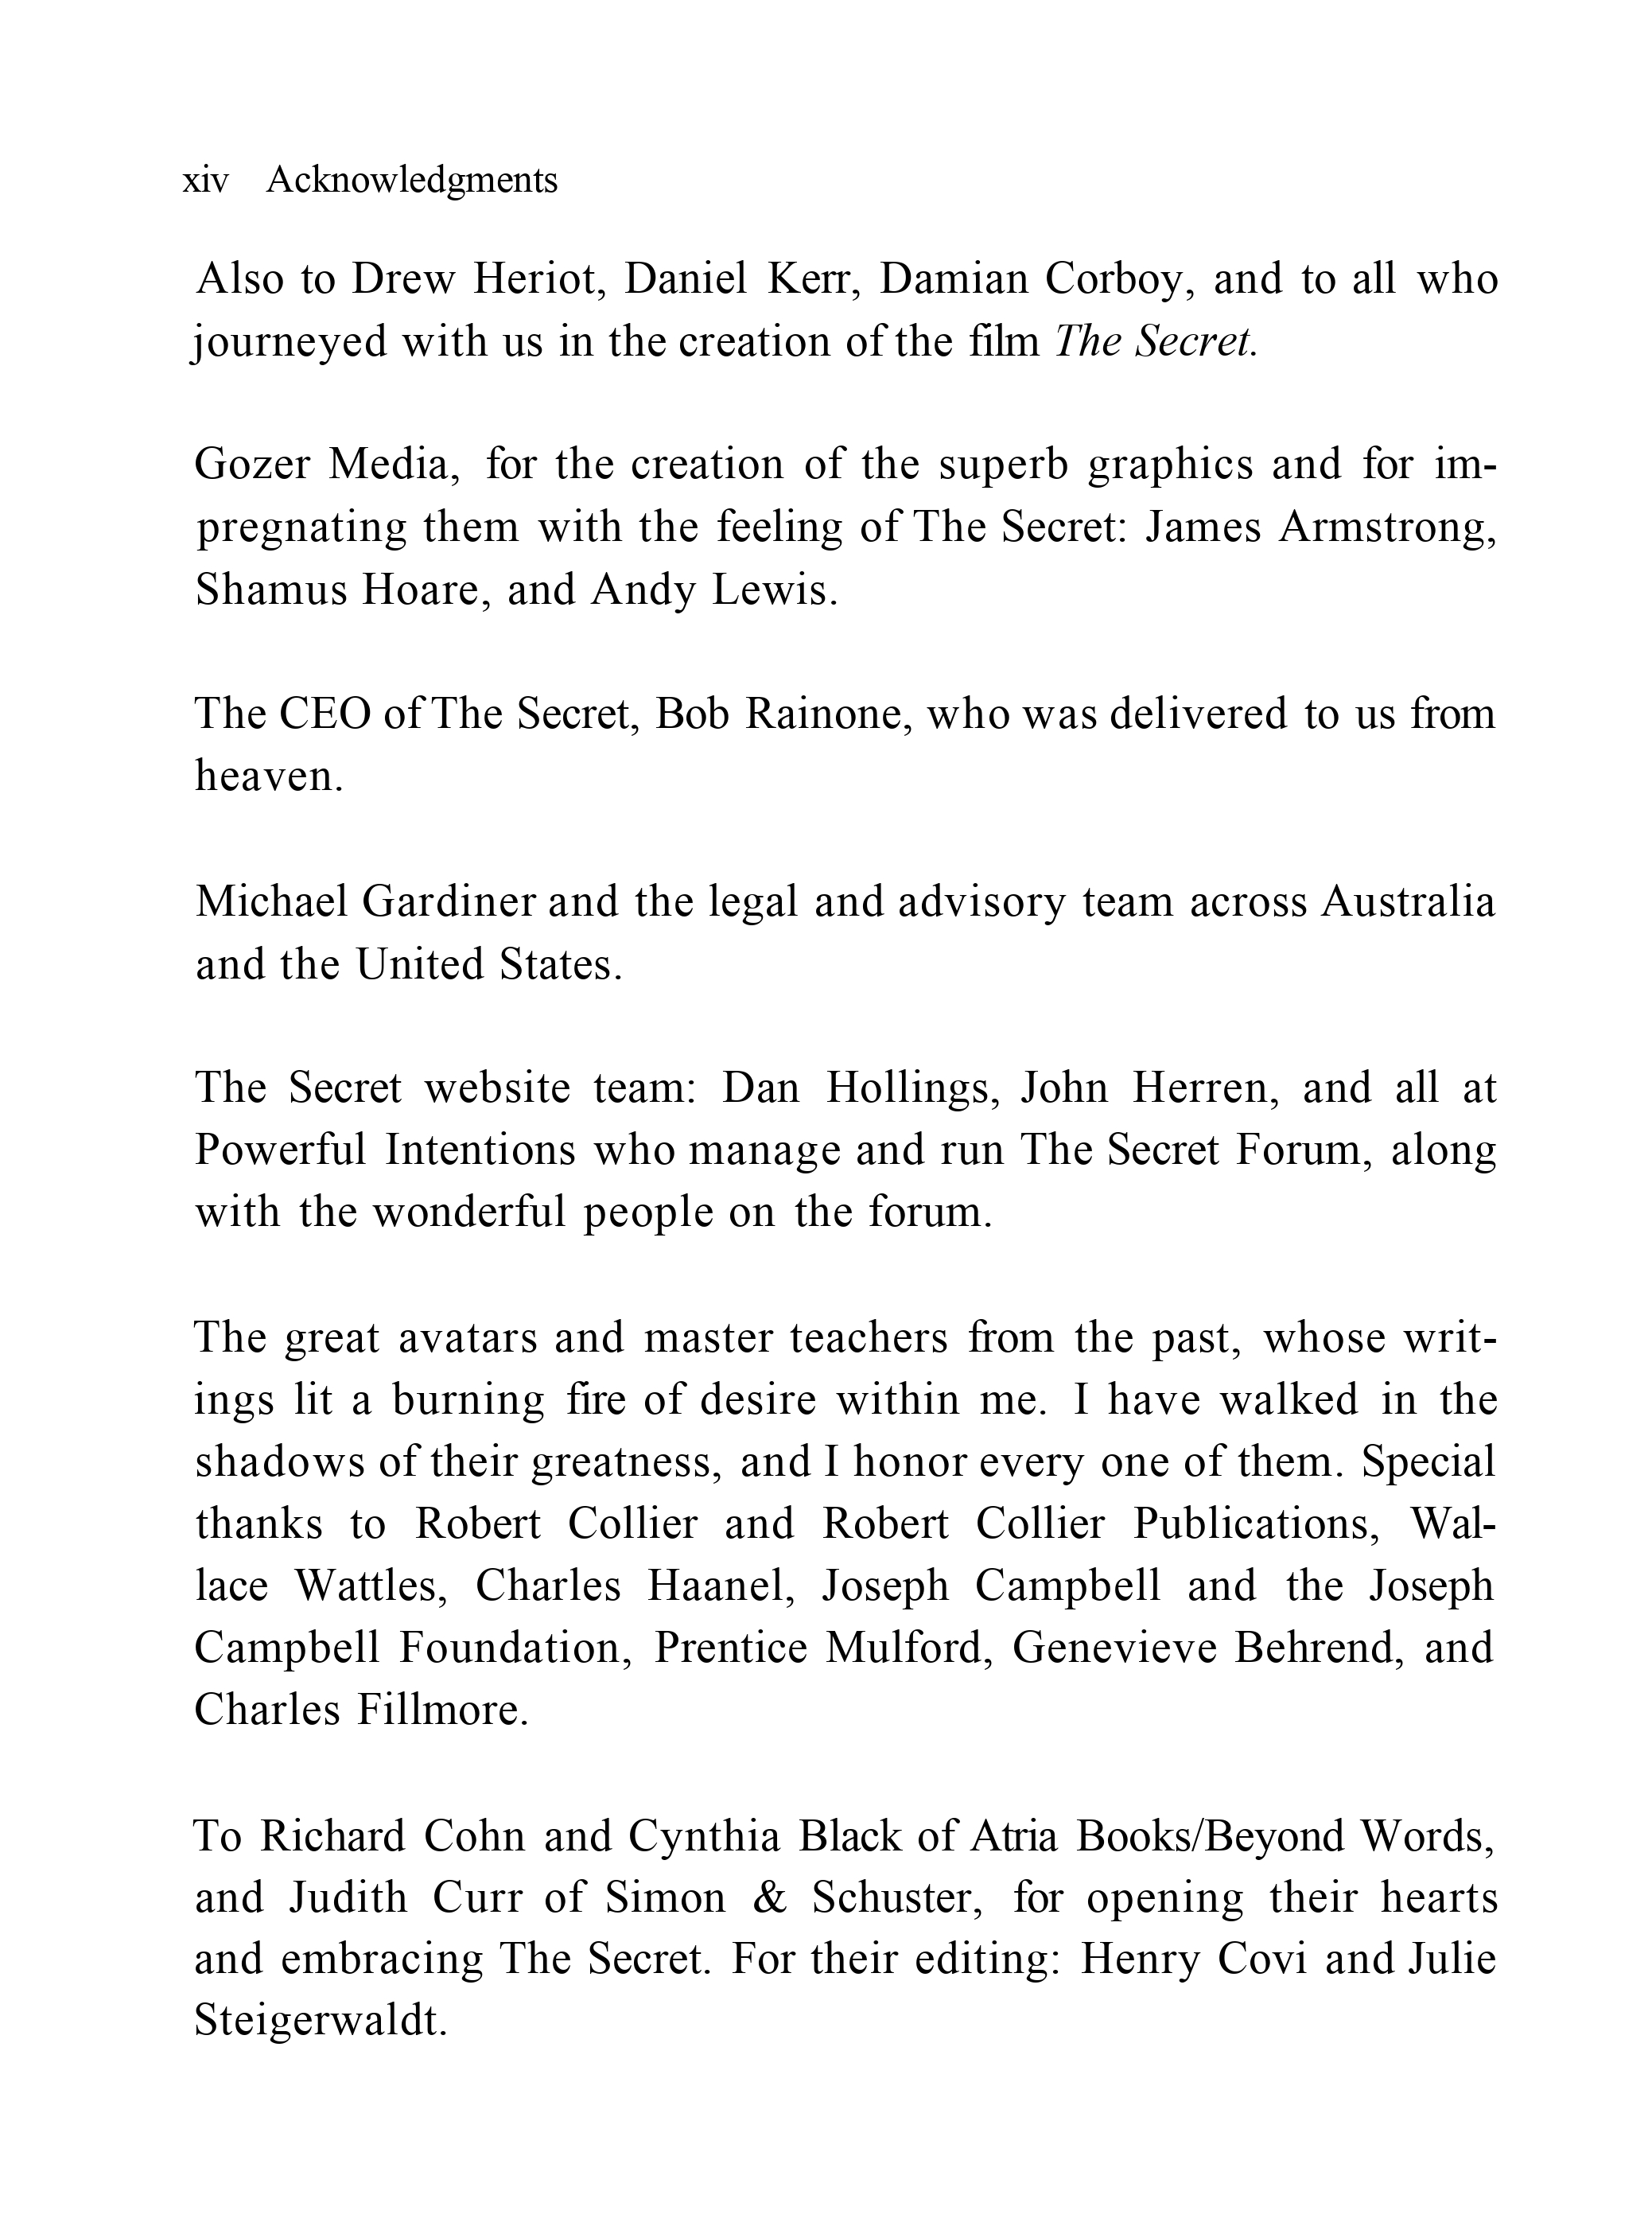 xiv Acknowledgments
Also to Drew Heriot, Daniel Kerr, Damian Corboy, and to all who
journeyed with us in the creation of the film The Secret.
Gozer Media, for the creation of the superb graphics and for im-
pregnating them with the feeling of The Secret: James Armstrong,
Shamus Hoare, and Andy Lewis.
The CEO of The Secret, Bob Rainone, who was delivered to us from
heaven.
Michael Gardiner and the legal and advisory team across Australia
and the United States.
The Secret website team: Dan Hollings, John Herren, and all at
Powerful Intentions who manage and run The Secret Forum, along
with the wonderful people on the forum.
The great avatars and master teachers from the past, whose writ-
ings lit a burning fire of desire within me. I have walked in the
shadows of their greatness, and I honor every one of them. Special
thanks to Robert Collier and Robert Collier Publications, Wal-
lace Wattles, Charles Haanel, Joseph Campbell and the Joseph
Campbell Foundation, Prentice Mulford, Genevieve Behrend, and
Charles Fillmore.
To Richard Cohn and Cynthia Black of Atria Books/Beyond Words,
and Judith Curr of Simon & Schuster, for opening their hearts
and embracing The Secret. For their editing: Henry Covi and Julie
Steigerwaldt.